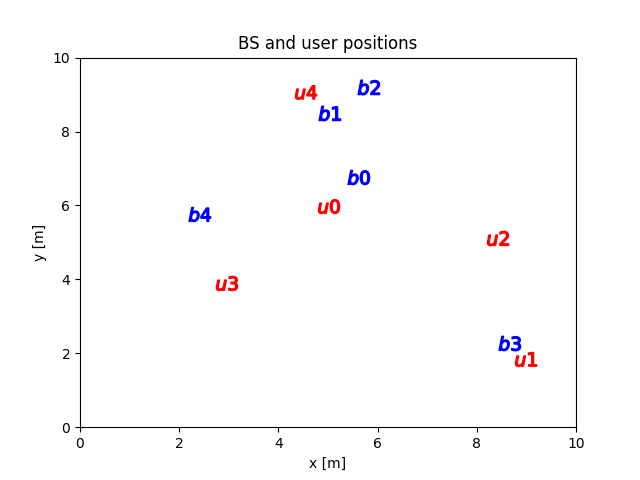 BS and user positions
10
b2
u4
b1
8
b0
u0
6
b4
u2
y [m]
4
u3
b3
2
u1
0
0 2 4 6 8 10
x [m]